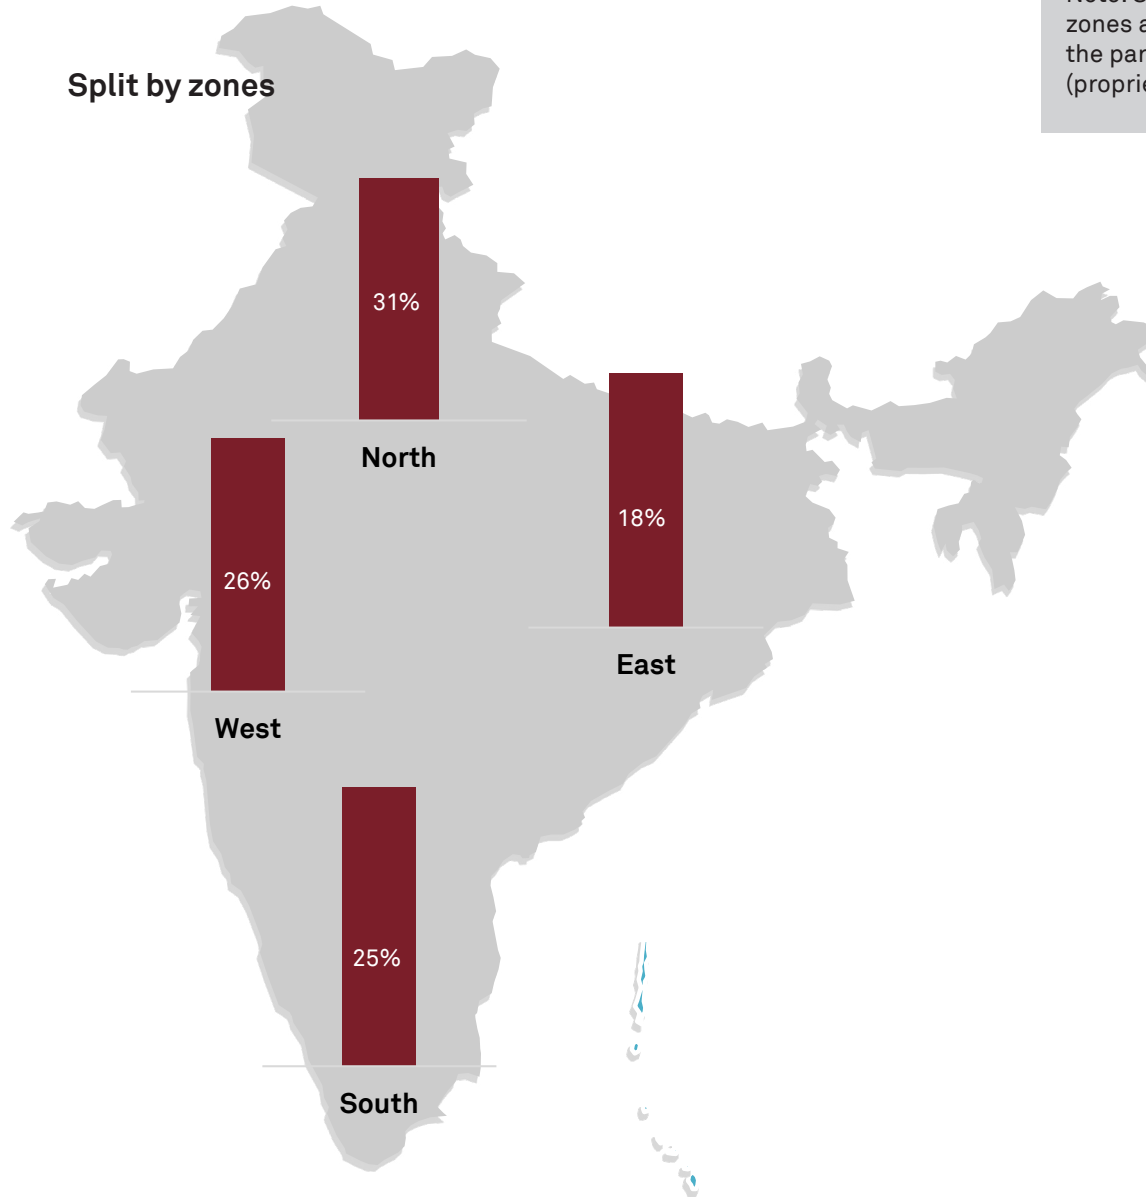 zones a
the par
(proprie
Split by zones
31%
North
18%
East
26%
West
25%
South